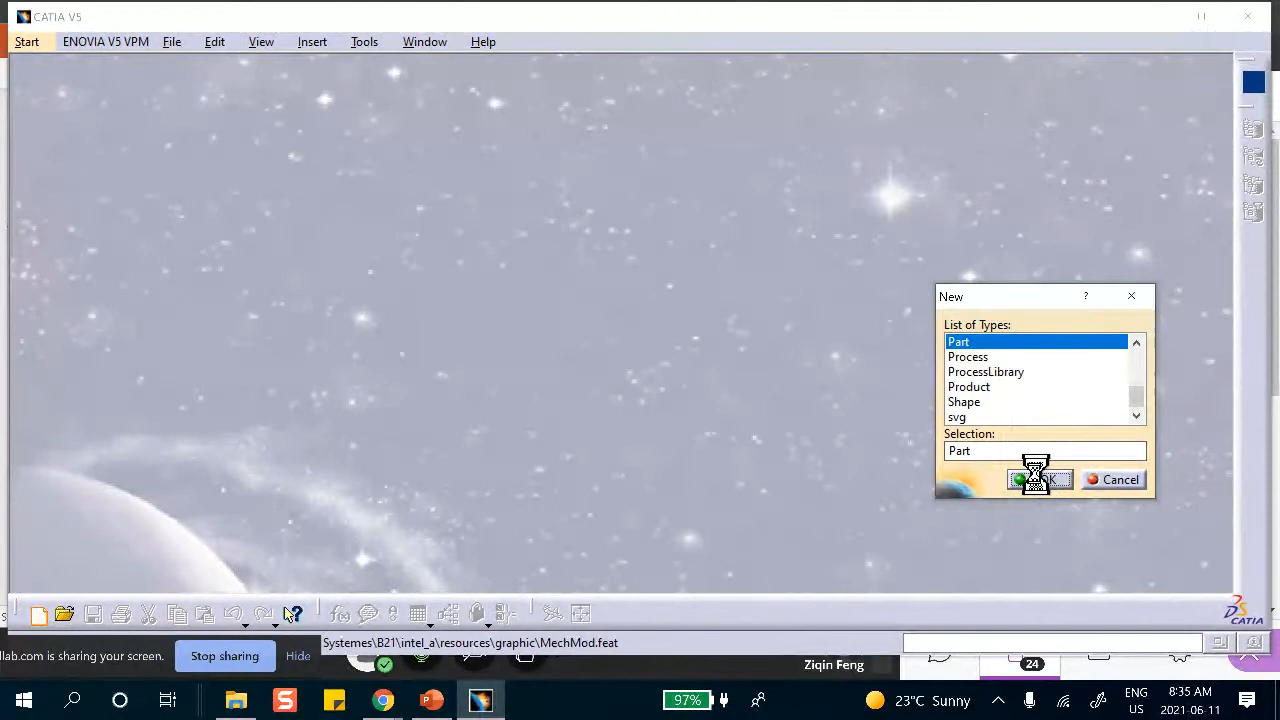 CATIA V5
Start ENOVIA V5 VPM File Edit View Insert Tools Window Help
New ?
List of Types:
Part
Process
ProcessLibrary
Product
Shape
svg
Selection:
Part
K Cancel
CATIA
Systemes\B21\intel_a\resources\graphic\MechMod.feat
llab.com is sharing your screen. Stop sharing Hide
Ziqin Feng
24
97%
23°C Sunny
ENG
US
8:35 AM
2021-06-11